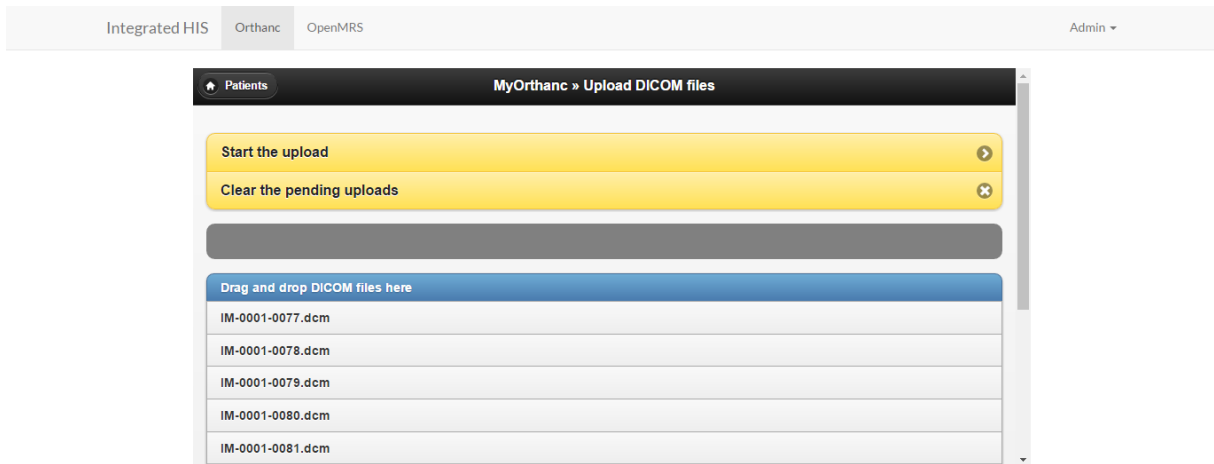 Integrated HIS Orthanc OpenMRS Admin
Patients MyOrthanc » Upload DICOM files
Start the upload
Clear the pending uploads
Drag and drop DICOM files here
IM-0001-0077.dcm
IM-0001-0078.dcm
IM-0001-0079.dcm
IM-0001-0080.dcm
IM-0001-0081.dcm